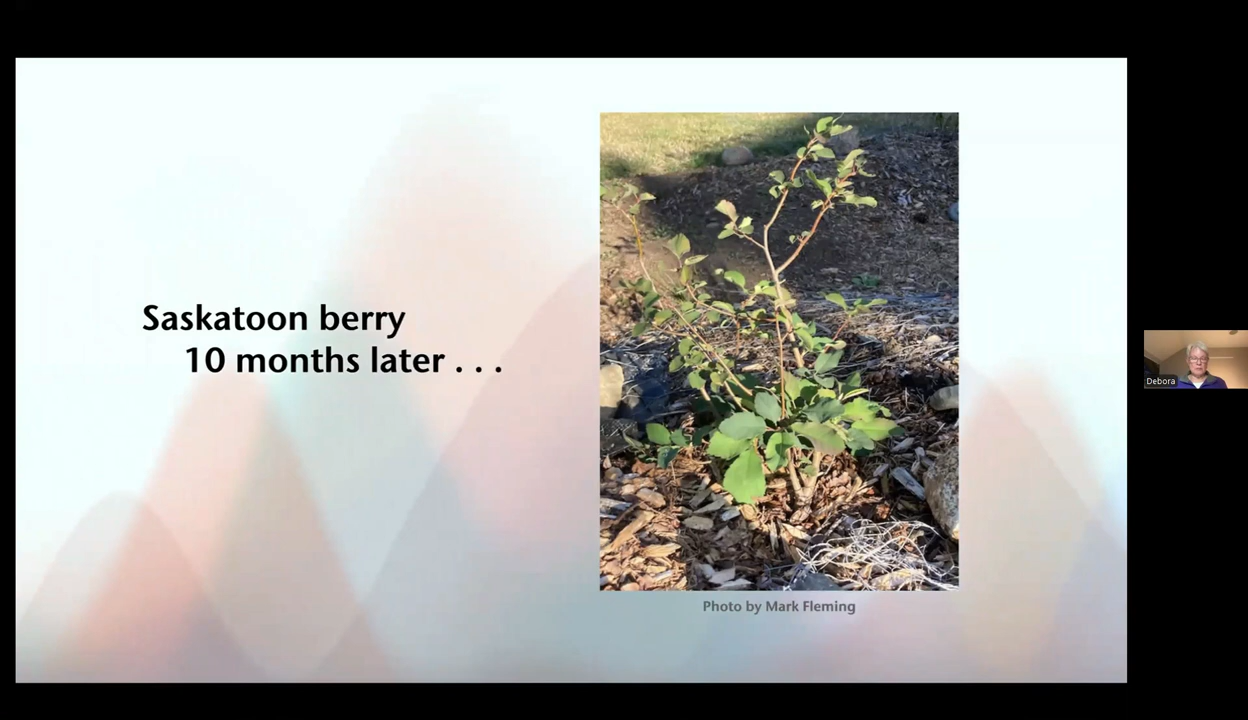 Saskatoon berry
10 months later . . .
Photo by Mark Fleming
Debora